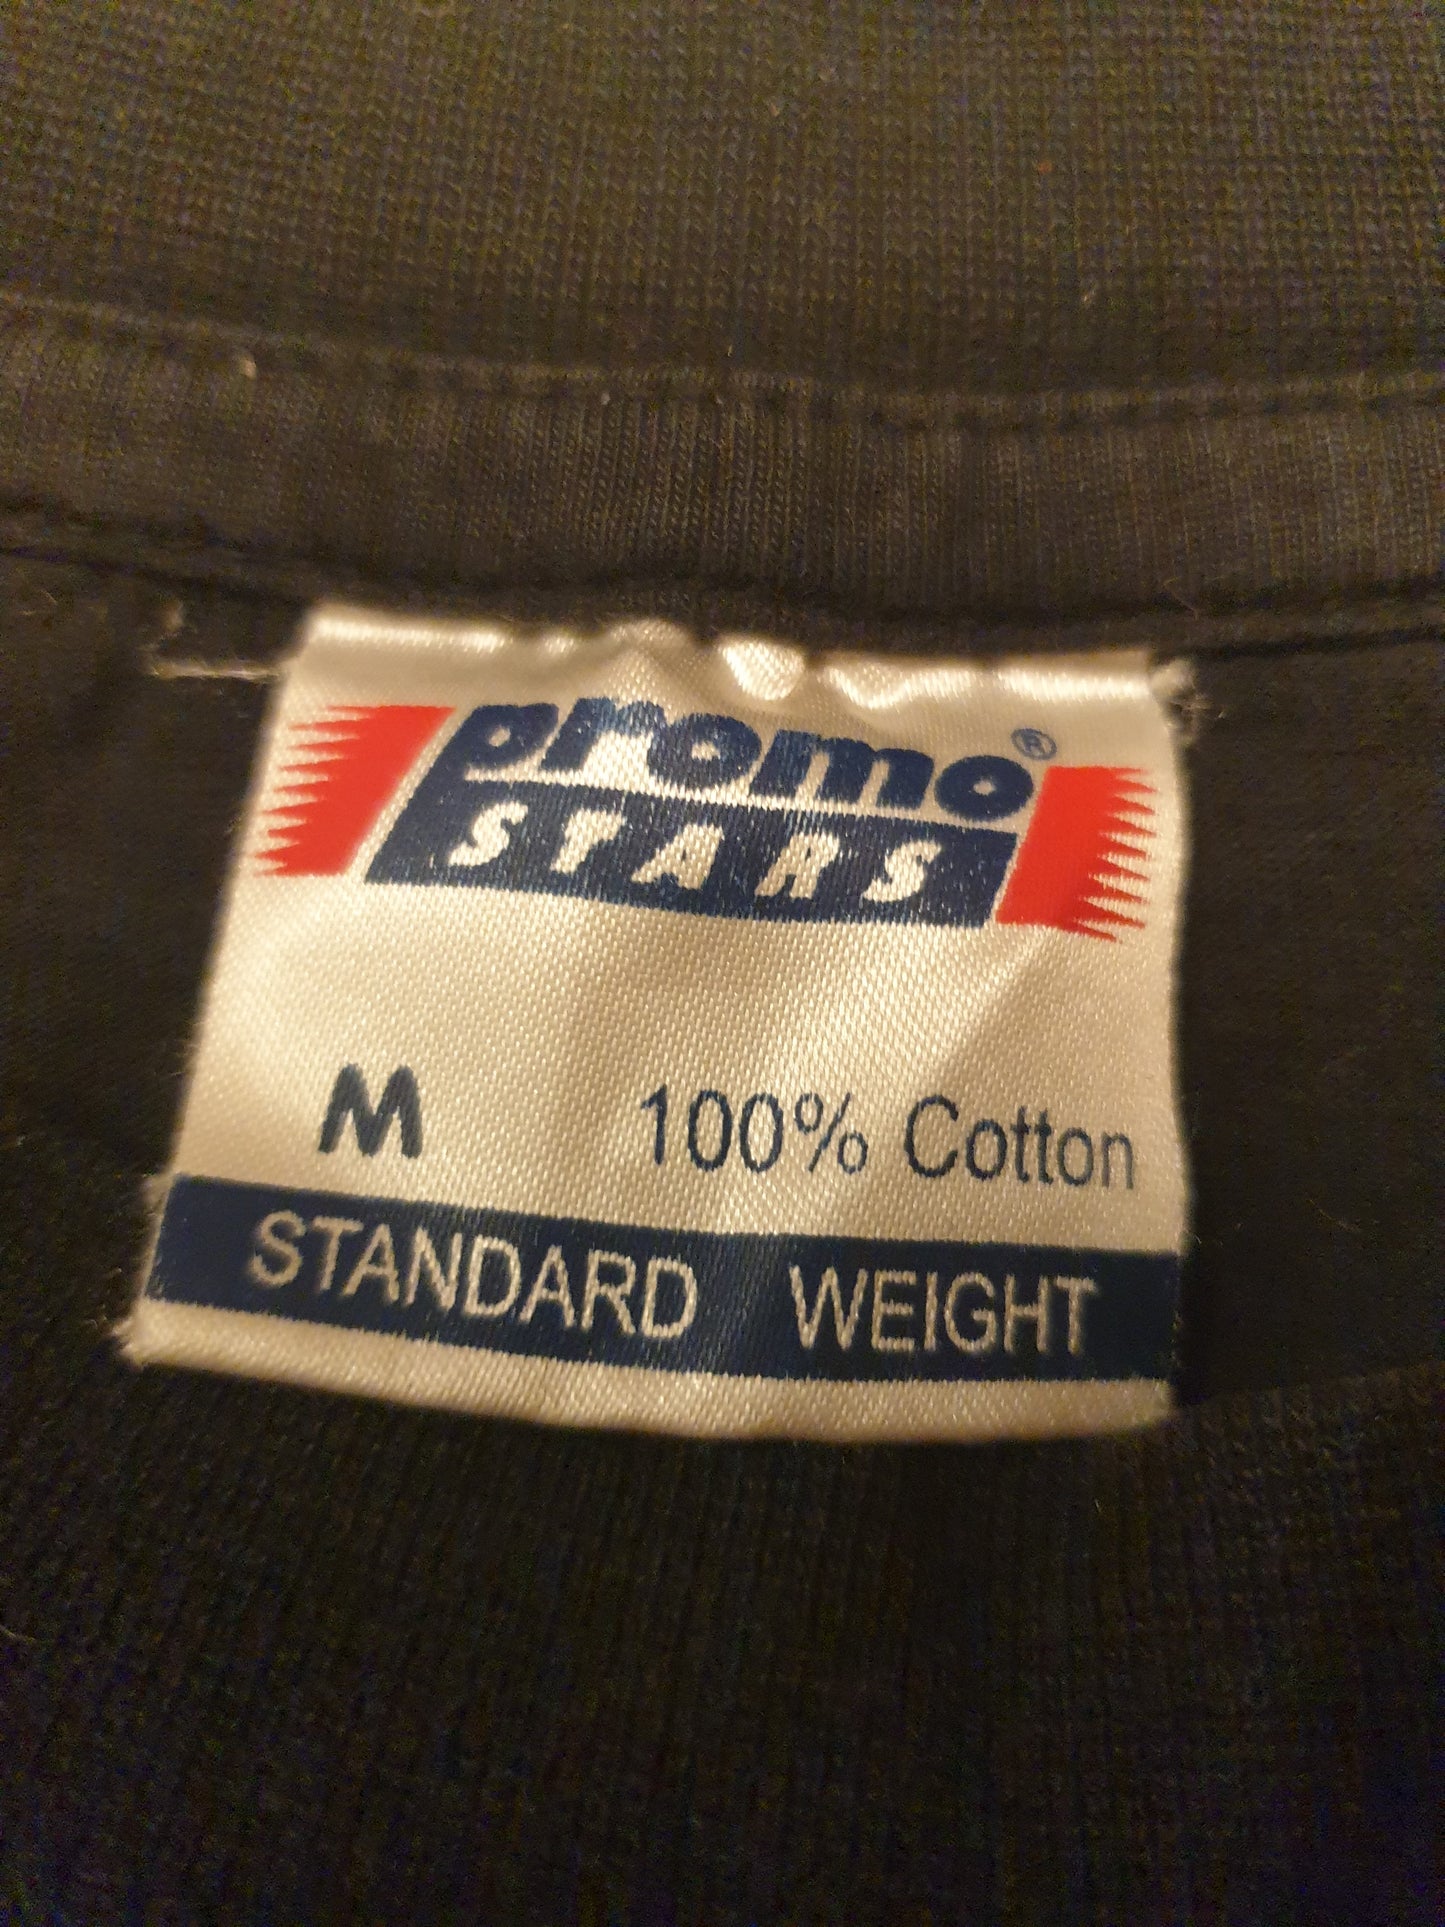 promo®
STARS
M 100% Cotton
STANDARD WEIGHT